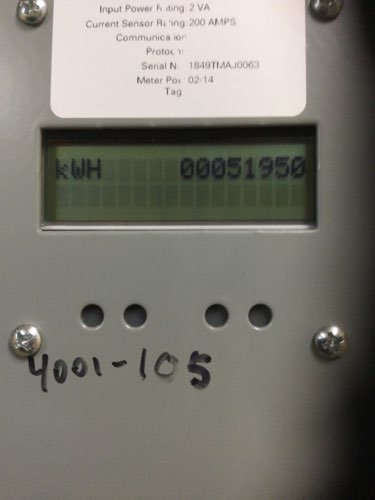 Input Power Rating: 2 VA
Current Sensor Rating: 200 AMPS
Serial N 1849TMAJ0063
Meter Pos: 02-14
Tag
kWH 00051950
4001-105